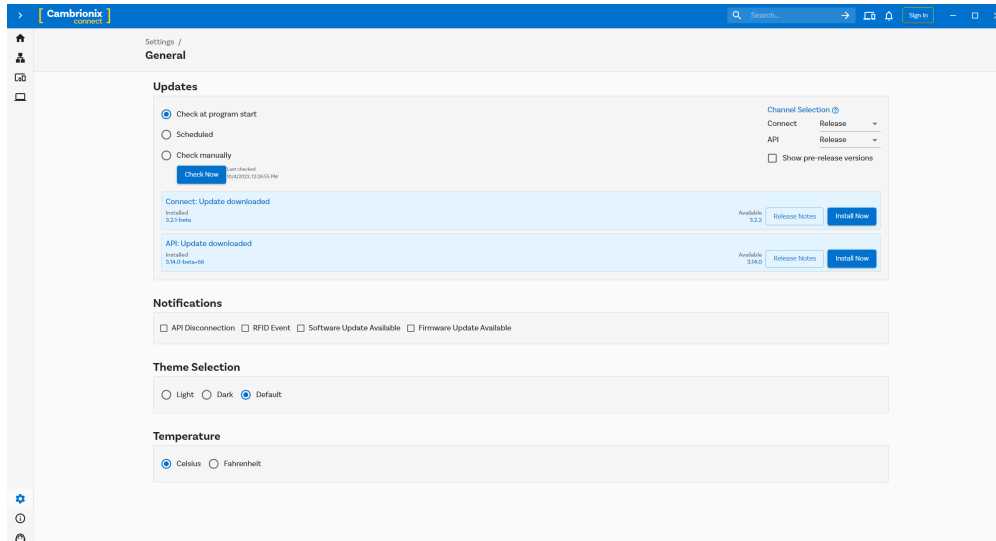 Cambrionix
connect
Search...
Sign In
Settings /
General
Updates
Check at program start
Scheduled
Check manually
Check Now
Last checked
10/4/2023, 12:28:55 PM
Channel Selection
Connect Release
API Release
Show pre-release versions
Connect: Update downloaded
Installed
3.2.1-beta
Available
3.2.2
Release Notes
Install Now
API: Update downloaded
Installed
3.14.0-beta+66
Available
3.14.0
Release Notes
Install Now
Notifications
API Disconnection RFID Event Software Update Available Firmware Update Available
Theme Selection
Light Dark Default
Temperature
Celsius Fahrenheit